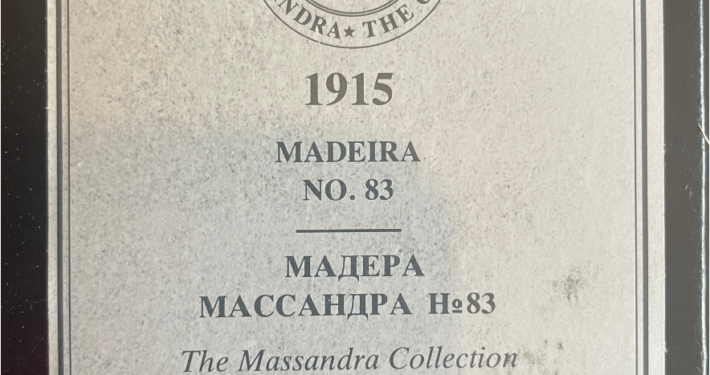 NDRA★ THE C
1915
MADEIRA
NO. 83
МАДЕРА
МАССАНДРА №83
The Massandra Collection